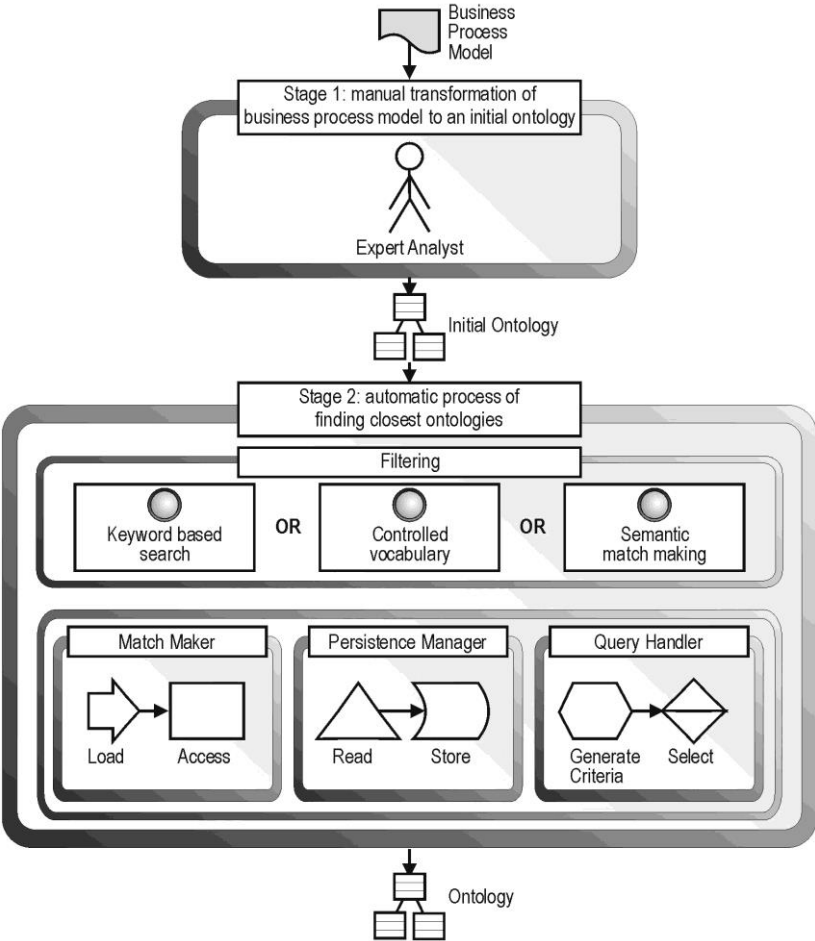 Business
Process
Model
Stage 1: manual transformation of
business process model to an initial ontology
Expert Analyst
Initial Ontology
Stage 2: automatic process of
finding closest ontologies
Filtering
Keyword based
search
OR
Controlled
vocabulary
OR
Semantic
match making
Match Maker
Load
Access
Persistence Manager
Read
Store
Query Handler
Generate
Criteria
Select
Ontology